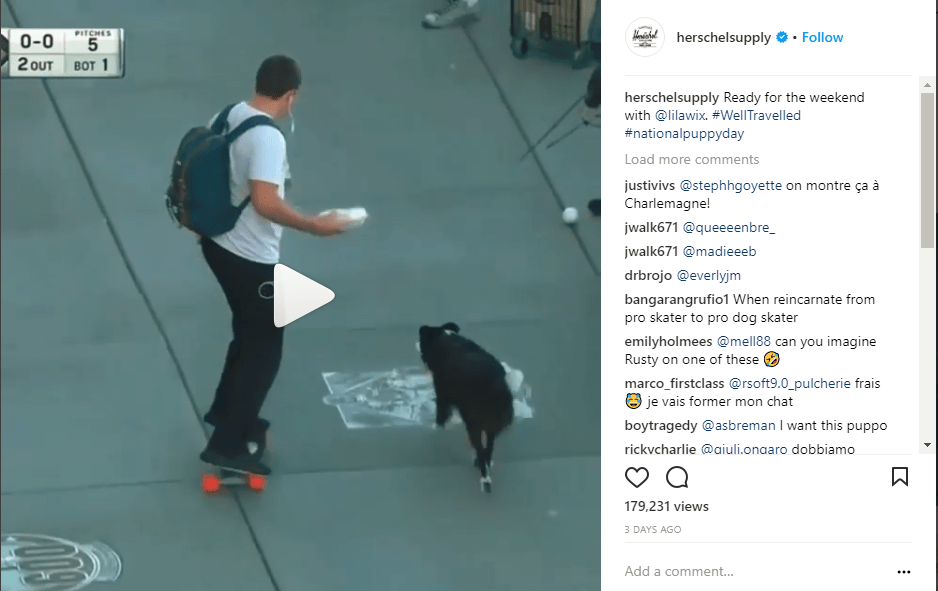 0-0
PITCHES
5
2 OUT
BOT 1
Herschel
herschelsupply • Follow
herschelsupply Ready for the weekend
with @lilawix. #WellTravelled
#nationalpuppyday
Load more comments
justivivs @stephhgoyette on montre ça à
Charlemagne!
jwalk671 @queeeenbre_
jwalk671 @madieeeb
drbrojo @everlyjm
bangarangrufio1 When reincarnate from
pro skater to pro dog skater
emilyholmees @mell88 can you imagine
Rusty on one of these 🤣
marco_firstclass @rsoft9.0_pulcherie frais
😅 je vais former mon chat
boytragedy @asbreman I want this puppo
rickycharlie @giuli.ongaro dobbiamo
179,231 views
3 DAYS AGO
Add a comment...